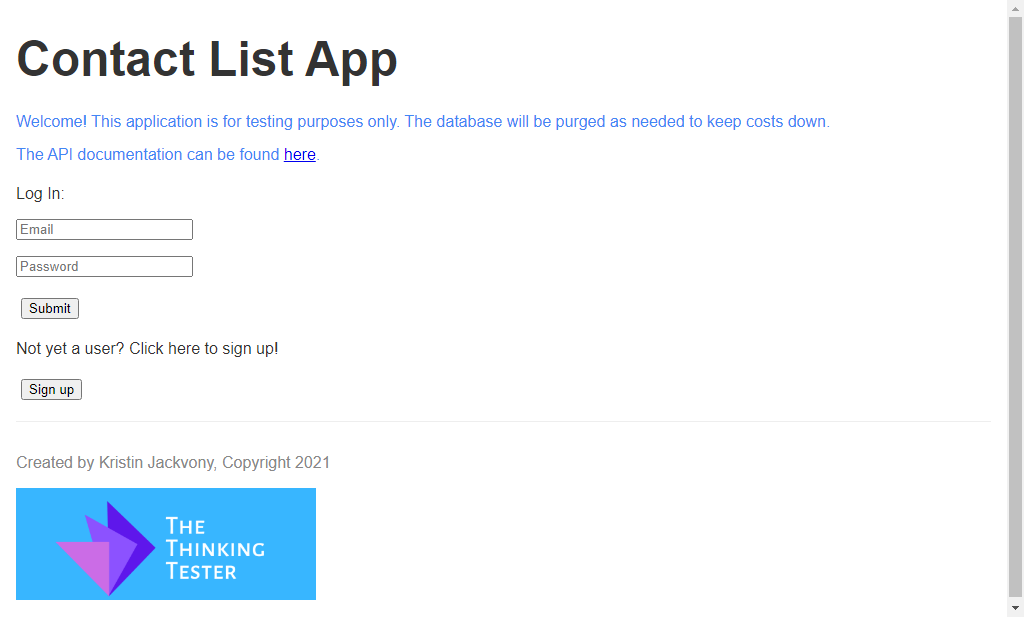 Contact List App
Welcome! This application is for testing purposes only. The database will be purged as needed to keep costs down.
The API documentation can be found here.
Log In:
Email
Password
Submit
Not yet a user? Click here to sign up!
Sign up
Created by Kristin Jackvony, Copyright 2021
THE
THINKING
TESTER